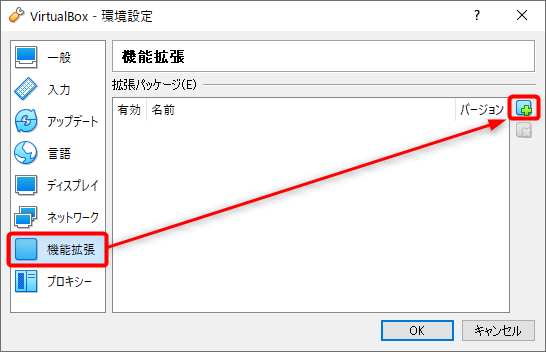 VirtualBox - 環境設定
一般
入力
アップデート
言語
ディスプレイ
ネットワーク
機能拡張
プロキシー
機能拡張
拡張パッケージ(E)
有効 名前 バージョン
OK キャンセル